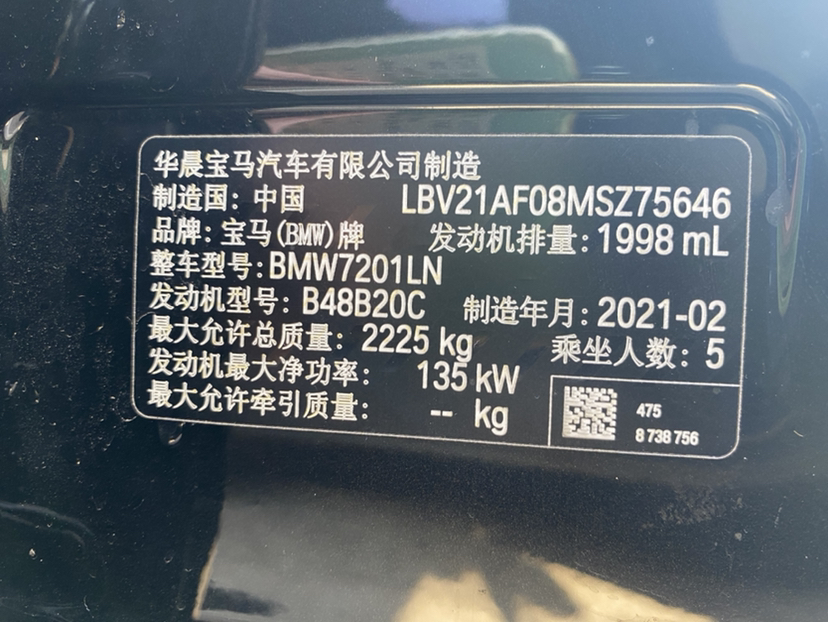 华晨宝马汽车有限公司制造
制造国: 中国 LBV21AF08MSZ75646
品牌: 宝马(BMW)牌 发动机排量: 1998 mL
整车型号: BMW7201LN
发动机型号: B48B20C 制造年月: 2021-02
最大允许总质量: 2225 kg 乘坐人数: 5
发动机最大净功率: 135 kW
最大允许牵引质量: -- kg
475
8 738 756